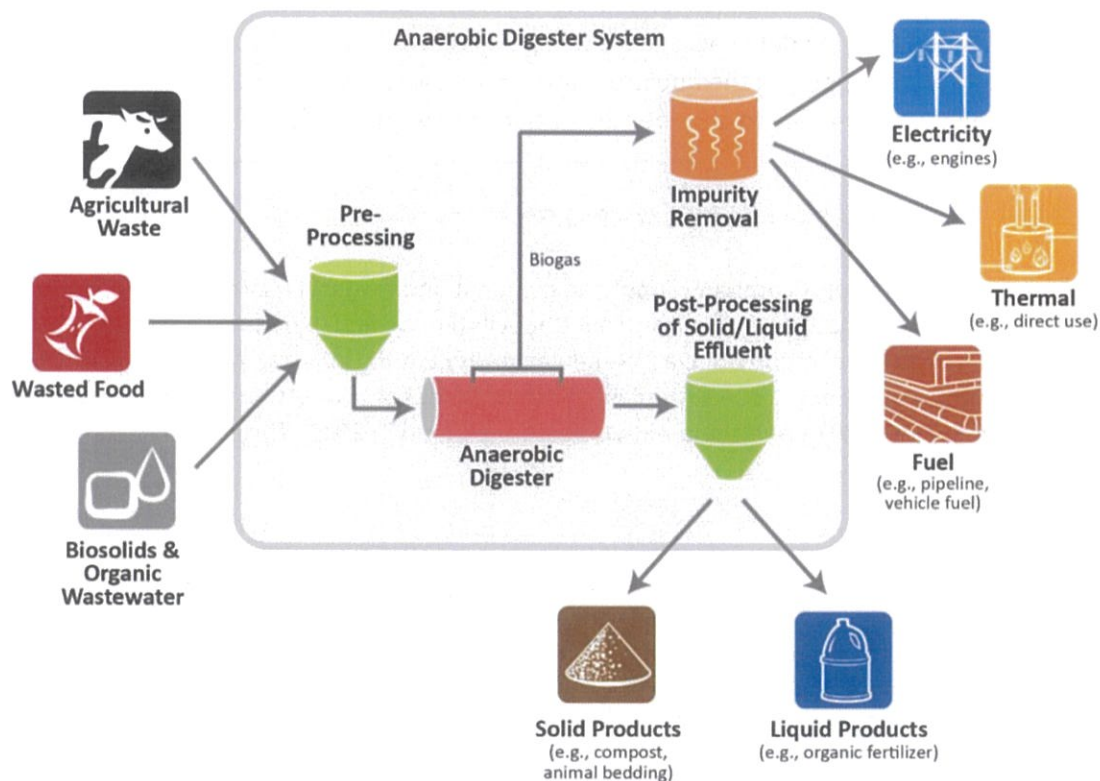 Anaerobic Digester System
Agricultural
Waste
Wasted Food
Biosolids &
Organic
Wastewater
Pre-
Processing
Anaerobic
Digester
Biogas
Impurity
Removal
Post-Processing
of Solid/Liquid
Effluent
Electricity
(e.g., engines)
Thermal
(e.g., direct use)
Fuel
(e.g., pipeline,
vehicle fuel)
Solid Products
(e.g., compost,
animal bedding)
Liquid Products
(e.g., organic fertilizer)